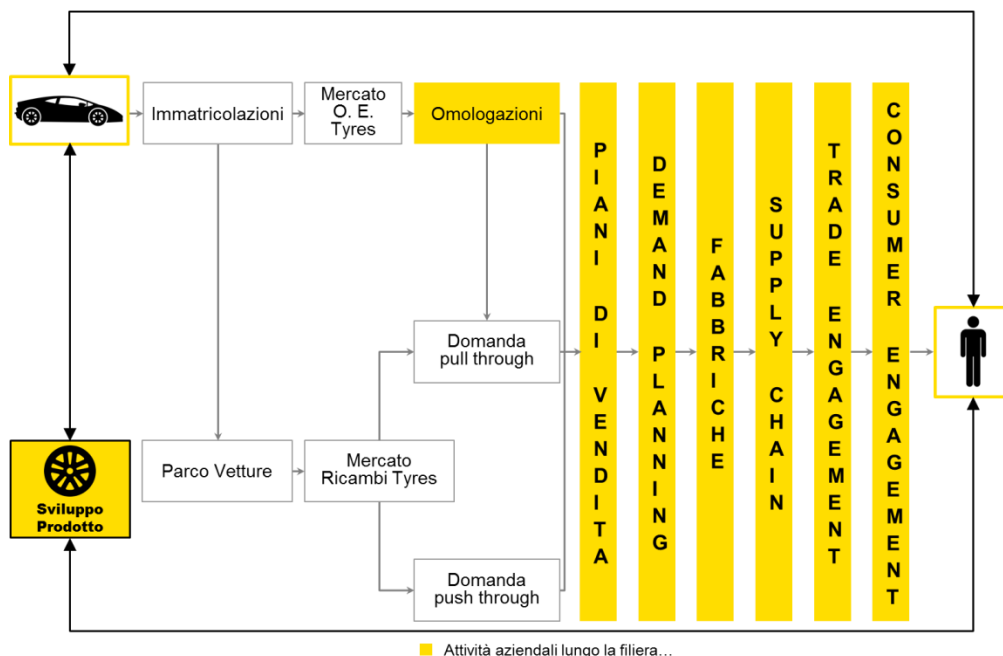 Immatricolazioni
Mercato
O. E.
Tyres
Omologazioni
Domanda
pull through
Parco Vetture
Mercato
Ricambi Tyres
Domanda
push through
Sviluppo
Prodotto
PIANI DI VENDITA
DEMAND PLANNING
FABBRICHE
SUPPLY CHAIN
TRADE ENGAGEMENT
CONSUMER ENGAGEMENT
Attività aziendali lungo la filiera…